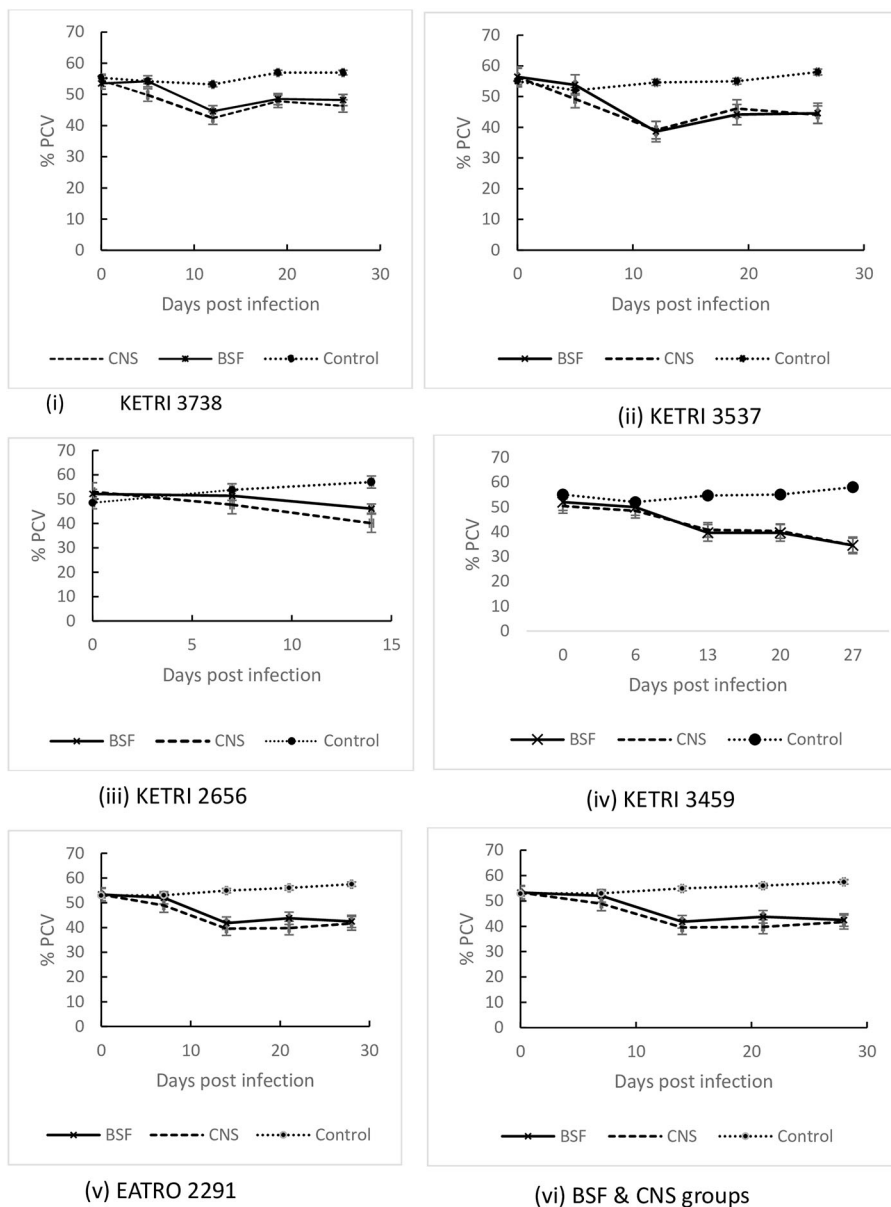 70
60
50
40
30
20
10
0
% PCV
0 10 20 30
Days post infection
CNS BSF Control
(i) KETRI 3738
70
60
50
40
30
20
10
0
% PCV
0 10 20 30
Days post infection
BSF CNS Control
(ii) KETRI 3537
70
60
50
40
30
20
10
0
% PCV
0 5 10 15
Days post infection
BSF CNS Control
(iii) KETRI 2656
70
60
50
40
30
20
10
0
% PCV
0 6 13 20 27
Days post infection
BSF CNS Control
(iv) KETRI 3459
70
60
50
40
30
20
10
0
% PCV
0 10 20 30
Days post infection
BSF CNS Control
(v) EATRO 2291
70
60
50
40
30
20
10
0
% PCV
0 10 20 30
Days post infection
BSF CNS Control
(vi) BSF & CNS groups